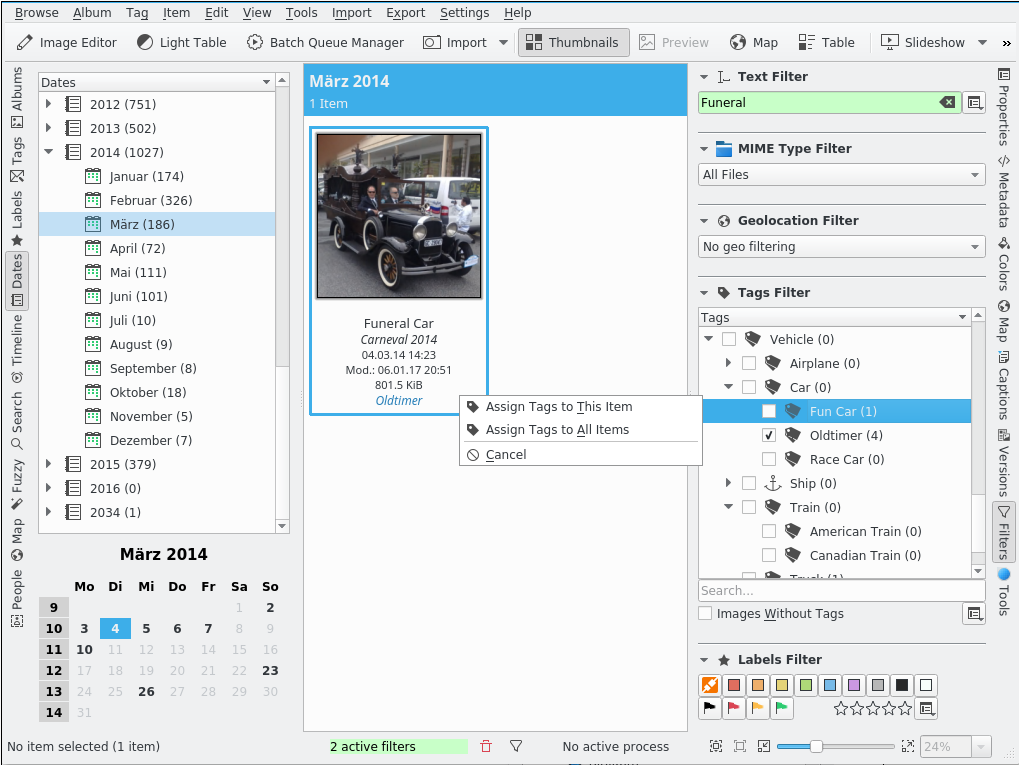 Browse Album Tag Item Edit View Tools Import Export Settings Help
Image Editor Light Table Batch Queue Manager Import Thumbnails Preview Map Table Slideshow »
Albums
Tags
Labels
Dates
Timeline
Search
Fuzzy
Map
People
Dates
2012 (751)
2013 (502)
2014 (1027)
Januar (174)
Februar (326)
März (186)
April (72)
Mai (111)
Juni (101)
Juli (10)
August (9)
September (8)
Oktober (18)
November (5)
Dezember (7)
2015 (379)
2016 (0)
2034 (1)
März 2014
Mo Di Mi Do Fr Sa So
9 1 2
10 3 4 5 6 7 8 9
11 10 11 12 13 14 15 16
12 17 18 19 20 21 22 23
13 24 25 26 27 28 29 30
14 31
März 2014
1 Item
Funeral Car
Carneval 2014
04.03.14 14:23
Mod.: 06.01.17 20:51
801.5 KiB
Oldtimer
Assign Tags to This Item
Assign Tags to All Items
Cancel
Text Filter
Funeral
MIME Type Filter
All Files
Geolocation Filter
No geo filtering
Tags Filter
Tags
Vehicle (0)
Airplane (0)
Car (0)
Fun Car (1)
Oldtimer (4)
Race Car (0)
Ship (0)
Train (0)
American Train (0)
Canadian Train (0)
Truck (1)
Search...
Images Without Tags
Labels Filter
Properties
Metadata
Colors
Map
Captions
Versions
Filters
Tools
No item selected (1 item) 2 active filters No active process 24%